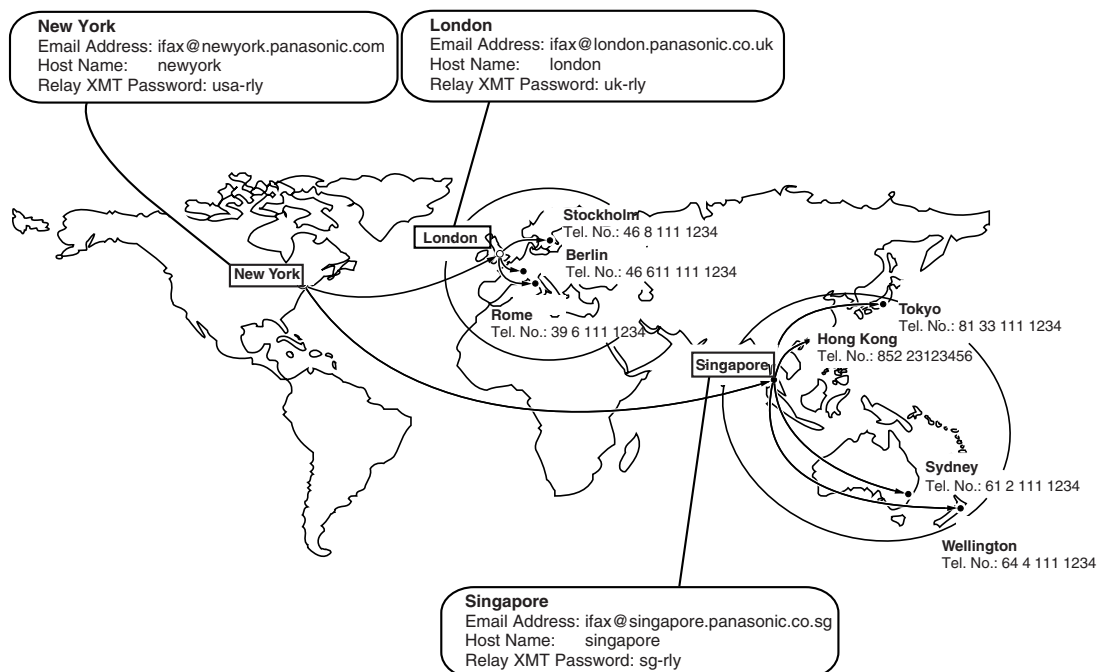 New York
Email Address: ifax@newyork.panasonic.com
Host Name: newyork
Relay XMT Password: usa-rly
London
Email Address: ifax@london.panasonic.co.uk
Host Name: london
Relay XMT Password: uk-rly
Stockholm
Tel. No.: 46 8 111 1234
London
Berlin
Tel. No.: 46 611 111 1234
New York
Rome
Tel. No.: 39 6 111 1234
Tokyo
Tel. No.: 81 33 111 1234
Hong Kong
Tel. No.: 852 23123456
Singapore
Sydney
Tel. No.: 61 2 111 1234
Wellington
Tel. No.: 64 4 111 1234
Singapore
Email Address: ifax@singapore.panasonic.co.sg
Host Name: singapore
Relay XMT Password: sg-rly